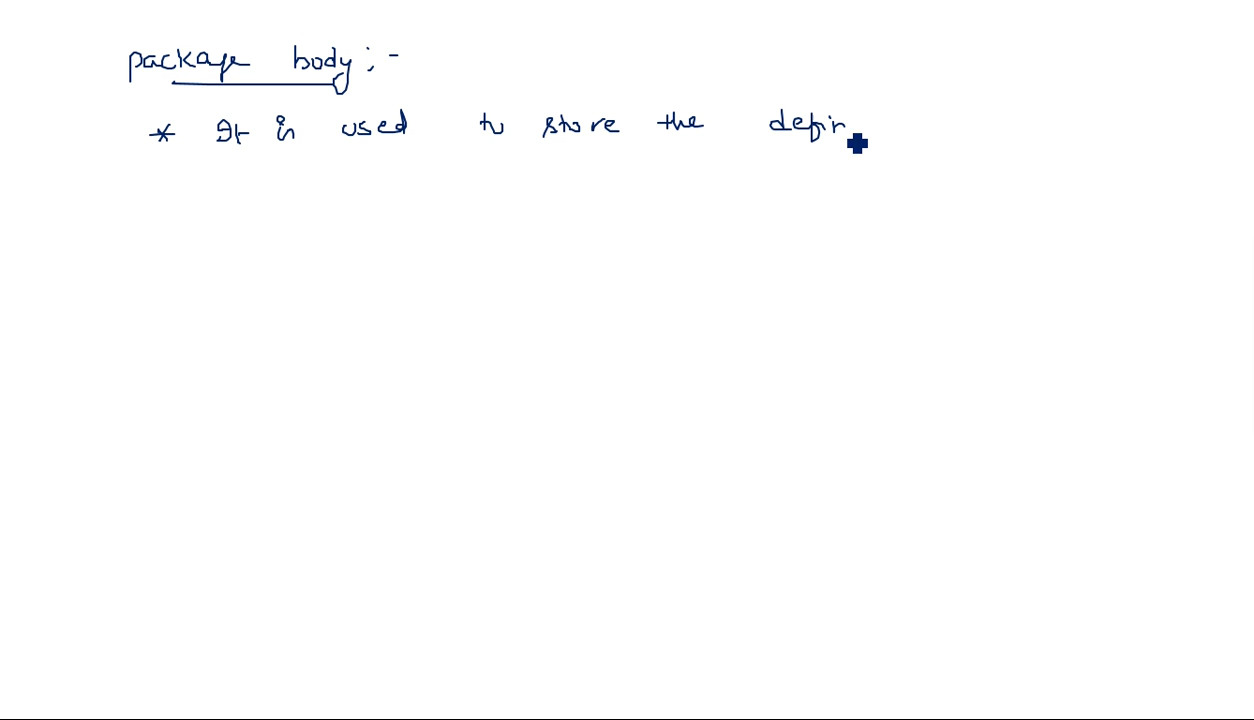 package body ; -
* It is used to store the defin